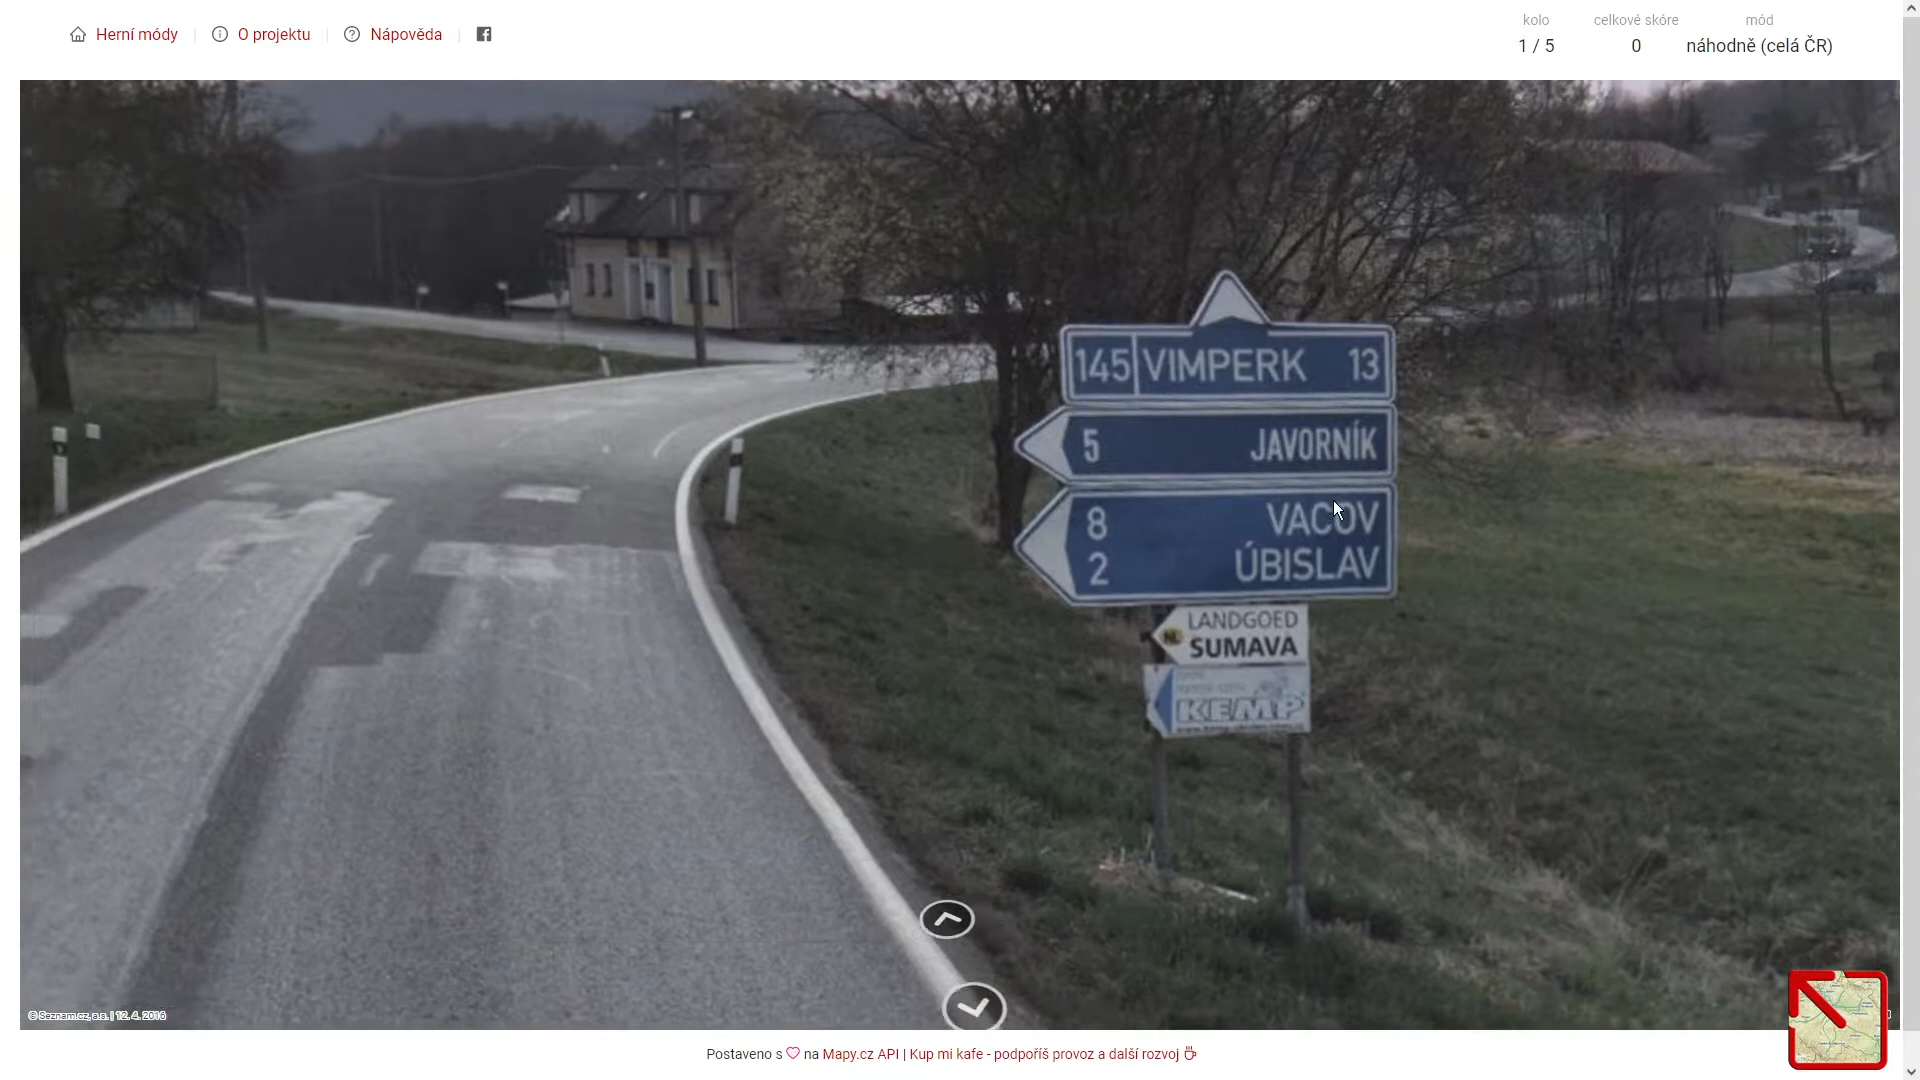 Herní módy
O projektu
Nápověda
kolo
1 / 5
celkové skóre
0
mód
náhodně (celá ČR)
145 VIMPERK 13
5 JAVORNÍK
8 VACOV
2 ÚBISLAV
NL LANDGOED
SUMAVA
KEMP
© Seznam.cz, a.s. | 12. 4. 2016
Postaveno s na Mapy.cz API | Kup mi kafe - podpoříš provoz a další rozvoj